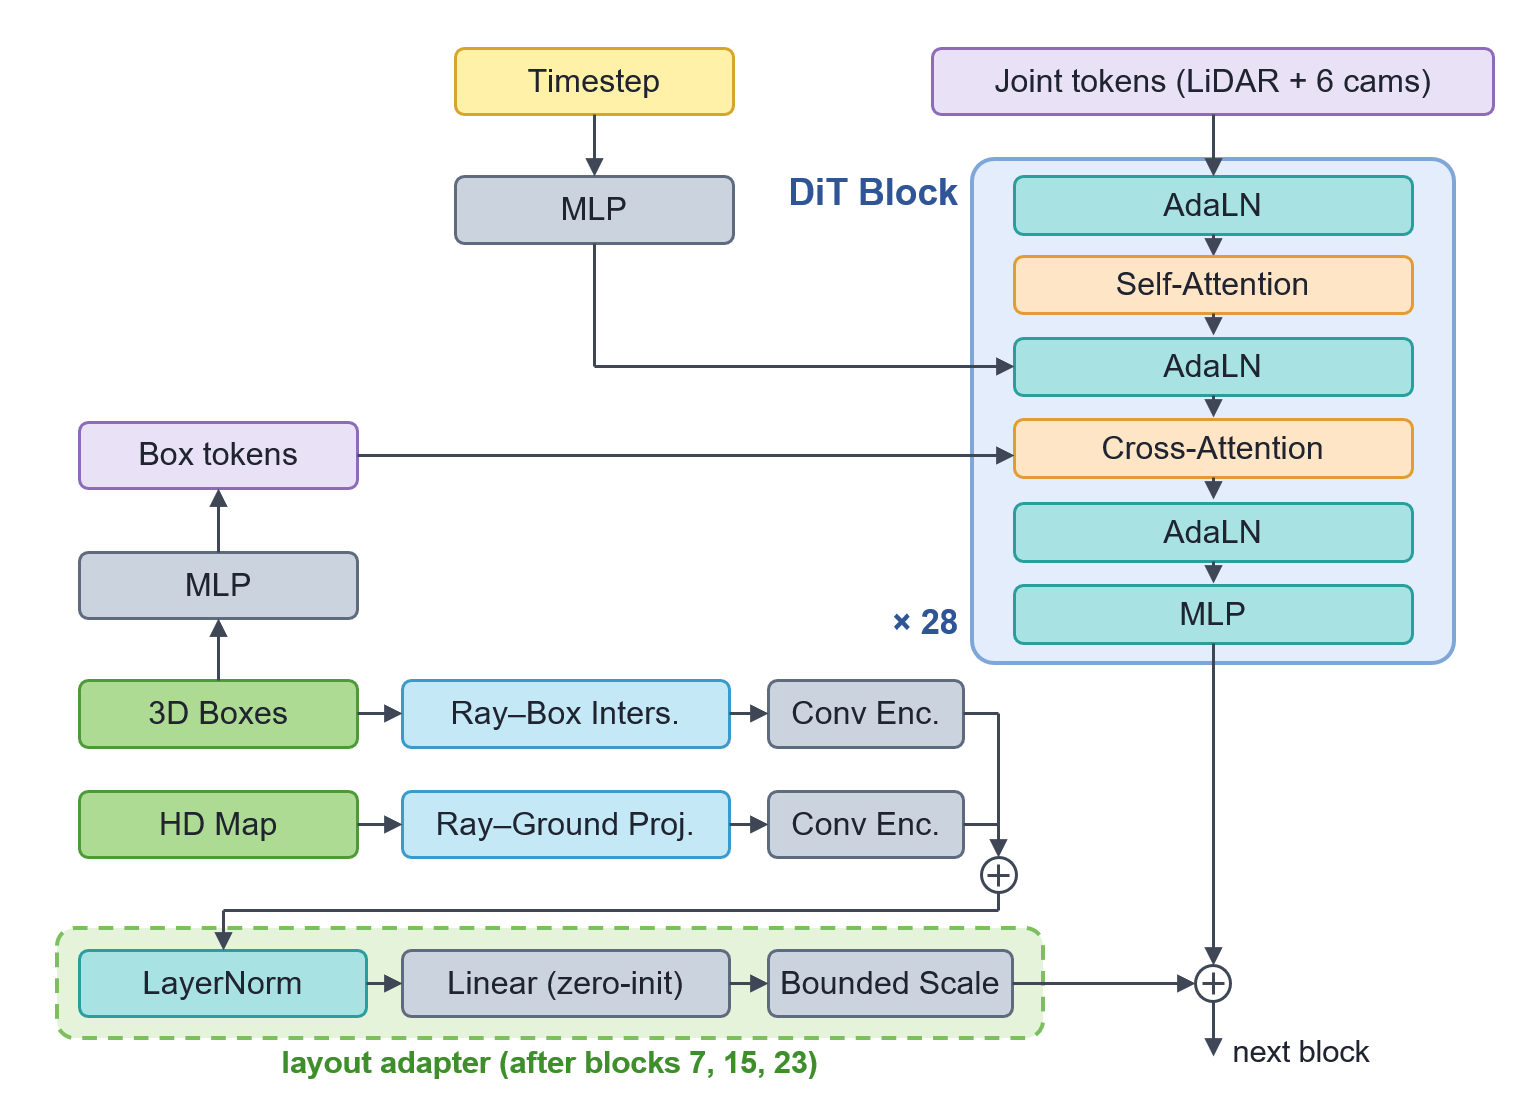 Timestep
Joint tokens (LiDAR + 6 cams)
MLP
DiT Block
AdaLN
Self-Attention
AdaLN
Box tokens
Cross-Attention
AdaLN
MLP
× 28
MLP
3D Boxes
Ray–Box Inters.
Conv Enc.
HD Map
Ray–Ground Proj.
Conv Enc.
LayerNorm
Linear (zero-init)
Bounded Scale
layout adapter (after blocks 7, 15, 23)
next block